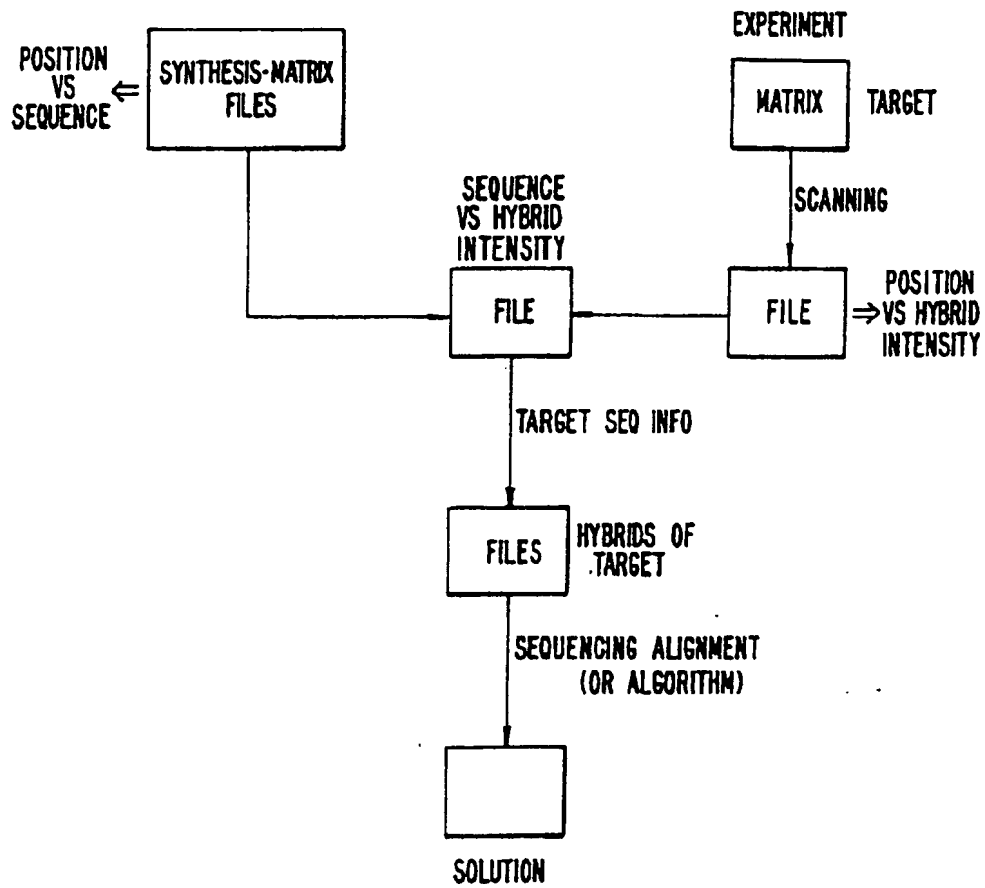 EXPERIMENT
POSITION
VS
SEQUENCE
SYNTHESIS-MATRIX
FILES
MATRIX
TARGET
SCANNING
SEQUENCE
VS HYBRID
INTENSITY
FILE
FILE
POSITION
VS HYBRID
INTENSITY
TARGET SEQ INFO
FILES
HYBRIDS OF
TARGET
SEQUENCING ALIGNMENT
(OR ALGORITHM)
SOLUTION